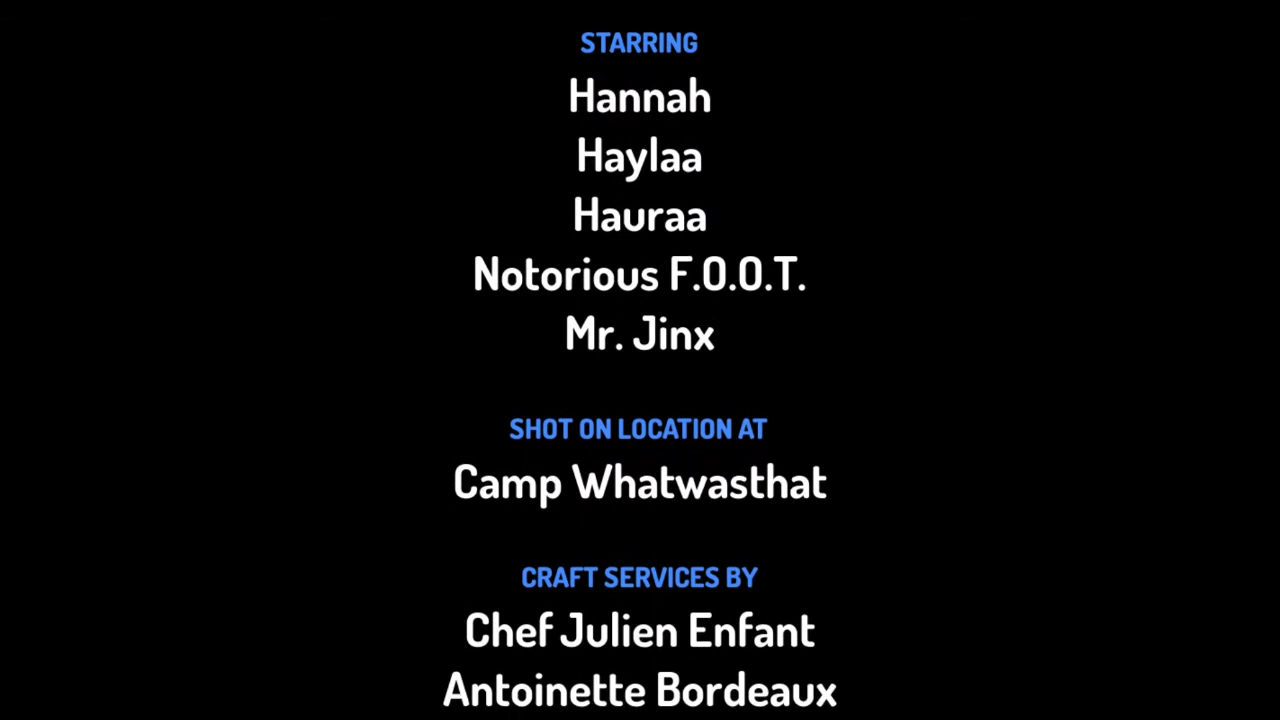 STARRING
Hannah
Haylaa
Hauraa
Notorious F.O.O.T.
Mr. Jinx
SHOT ON LOCATION AT
Camp Whatwasthat
CRAFT SERVICES BY
Chef Julien Enfant
Antoinette Bordeaux